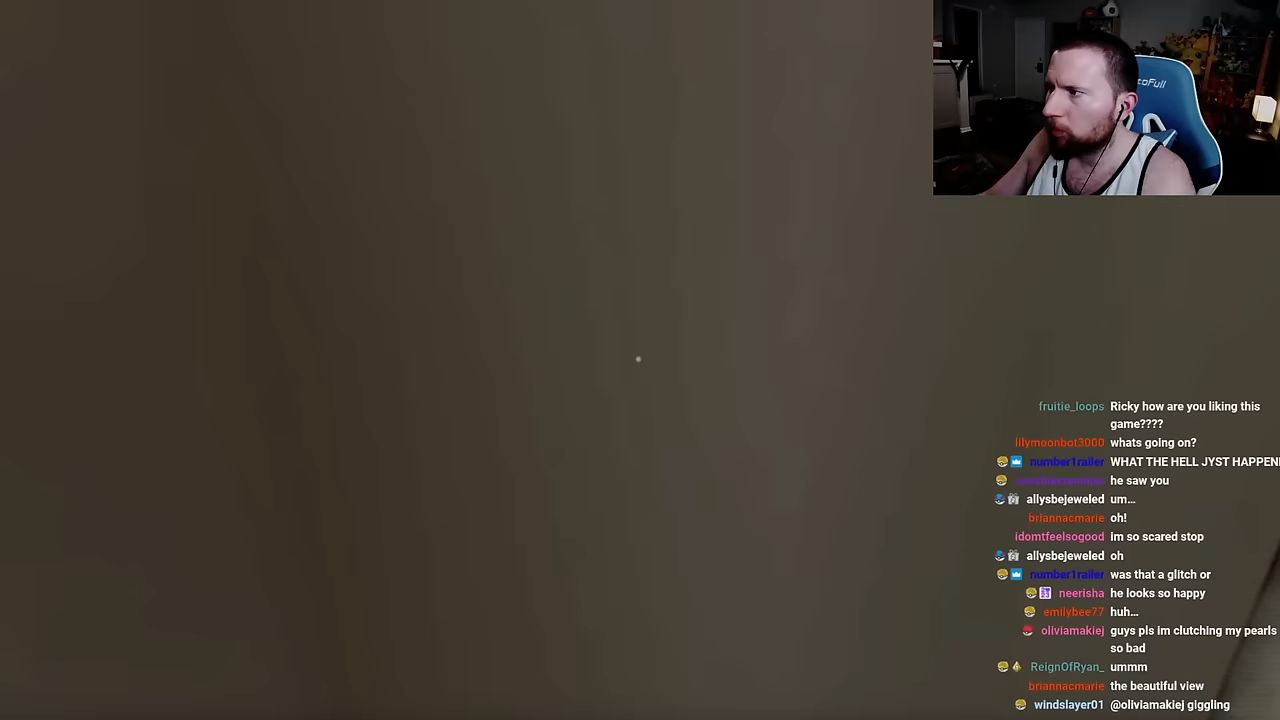 coFull
fruitie_loops Ricky how are you liking this
game????
lilymoonbot3000 whats going on?
number1railer WHAT THE HELL JYST HAPPENE
he saw you
allysbejeweled um...
briannacmarie oh!
idomtfeelsogood im so scared stop
allysbejeweled oh
number1railer was that a glitch or
neerisha he looks so happy
emilybee77 huh...
oliviamakiej guys pls im clutching my pearls
so bad
ReignOfRyan_ ummm
briannacmarie the beautiful view
windslayer01 @oliviamakiej giggling